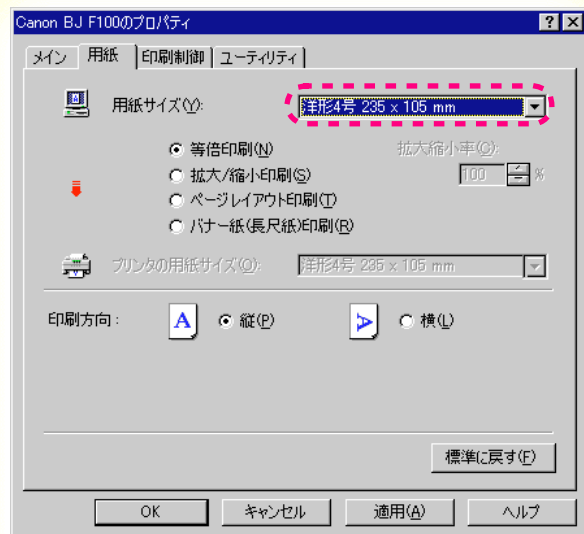 Canon BJ F100のプロパティ
メイン 用紙 印刷制御 ユーティリティ
用紙サイズ(Y): 洋形4号 235 x 105 mm
等倍印刷(N) 拡大縮小率(C):
拡大/縮小印刷(S) 100 %
ページレイアウト印刷(T)
バナー紙(長尺紙)印刷(R)
プリンタの用紙サイズ(O): 洋形4号 235 x 105 mm
印刷方向: A 縦(P) A 横(L)
標準に戻す(F)
OK キャンセル 適用(A) ヘルプ